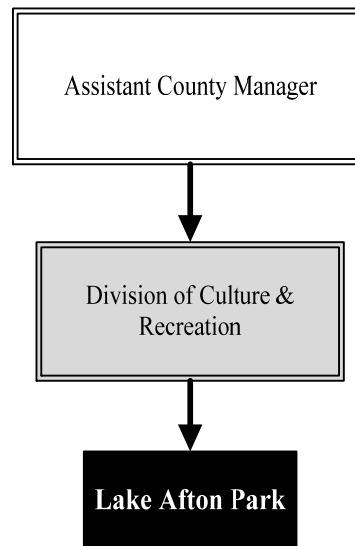 Assistant County Manager
Division of Culture &
Recreation
Lake Afton Park